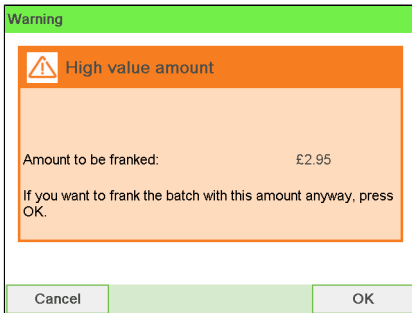 Warning
High value amount
Amount to be franked: £2.95
If you want to frank the batch with this amount anyway, press
OK.
Cancel OK